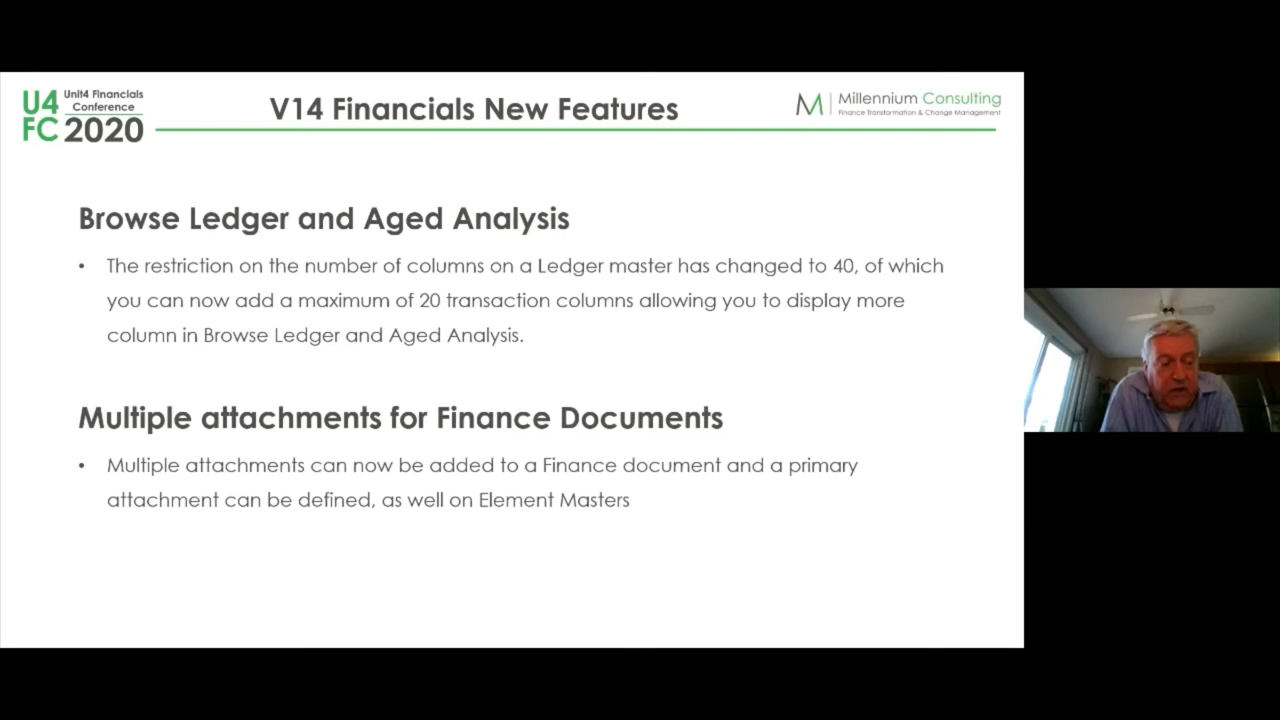 U4
FC
Unit4 Financials
Conference
2020
V14 Financials New Features
M | Millennium Consulting
Finance Transformation & Change Management
Browse Ledger and Aged Analysis
• The restriction on the number of columns on a Ledger master has changed to 40, of which
you can now add a maximum of 20 transaction columns allowing you to display more
column in Browse Ledger and Aged Analysis.
Multiple attachments for Finance Documents
• Multiple attachments can now be added to a Finance document and a primary
attachment can be defined, as well on Element Masters